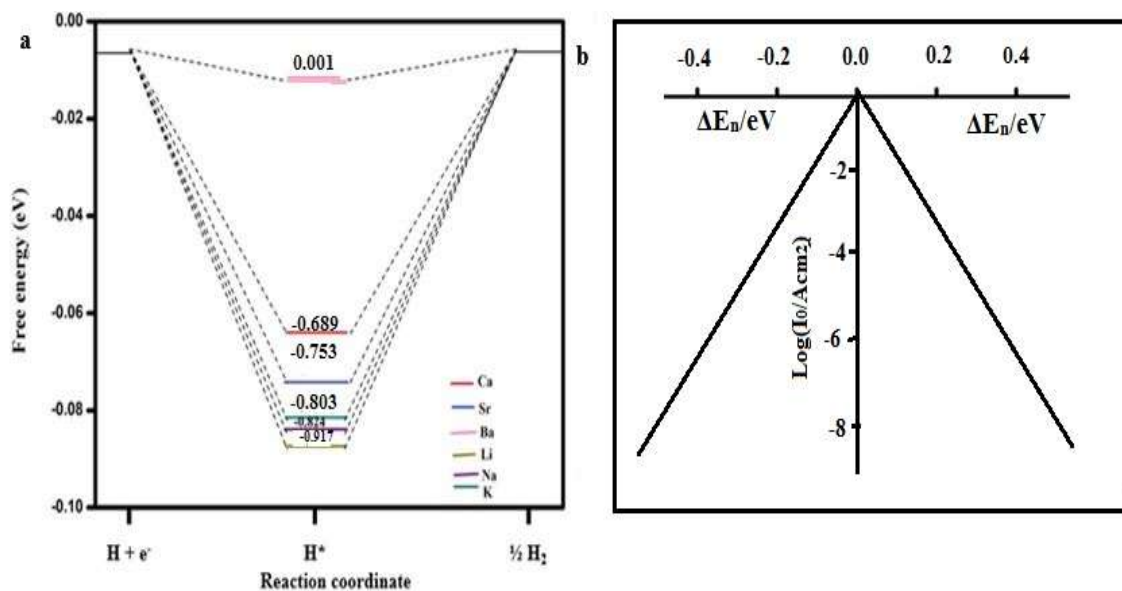 a
0.00
-0.02
-0.04
-0.06
-0.08
-0.10
Free energy (eV)
0.001
-0.689
-0.753
-0.803
-0.824
-0.917
Ca
Sr
Ba
Li
Na
K
H + e-
H*
½ H2
Reaction coordinate
b
-0.4 -0.2 0.0 0.2 0.4
ΔEn/eV ΔEn/eV
-2
-4
-6
-8
Log(I0/Acm2)